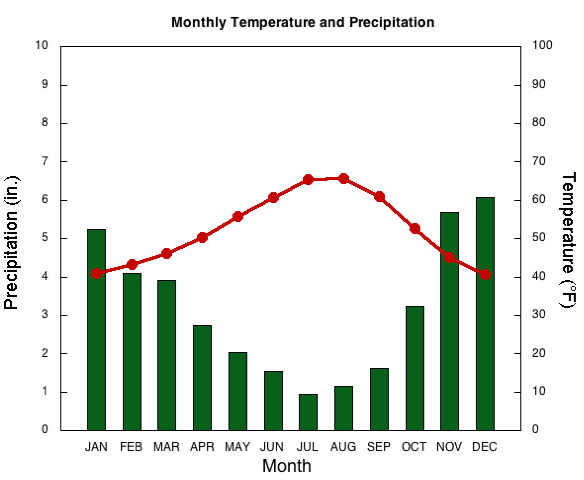 Monthly Temperature and Precipitation
10 100
9 90
8 80
7 70
6 60
5 50
4 40
3 30
2 20
1 10
0 0
Precipitation (in.)
Temperature (°F)
JAN FEB MAR APR MAY JUN JUL AUG SEP OCT NOV DEC
Month